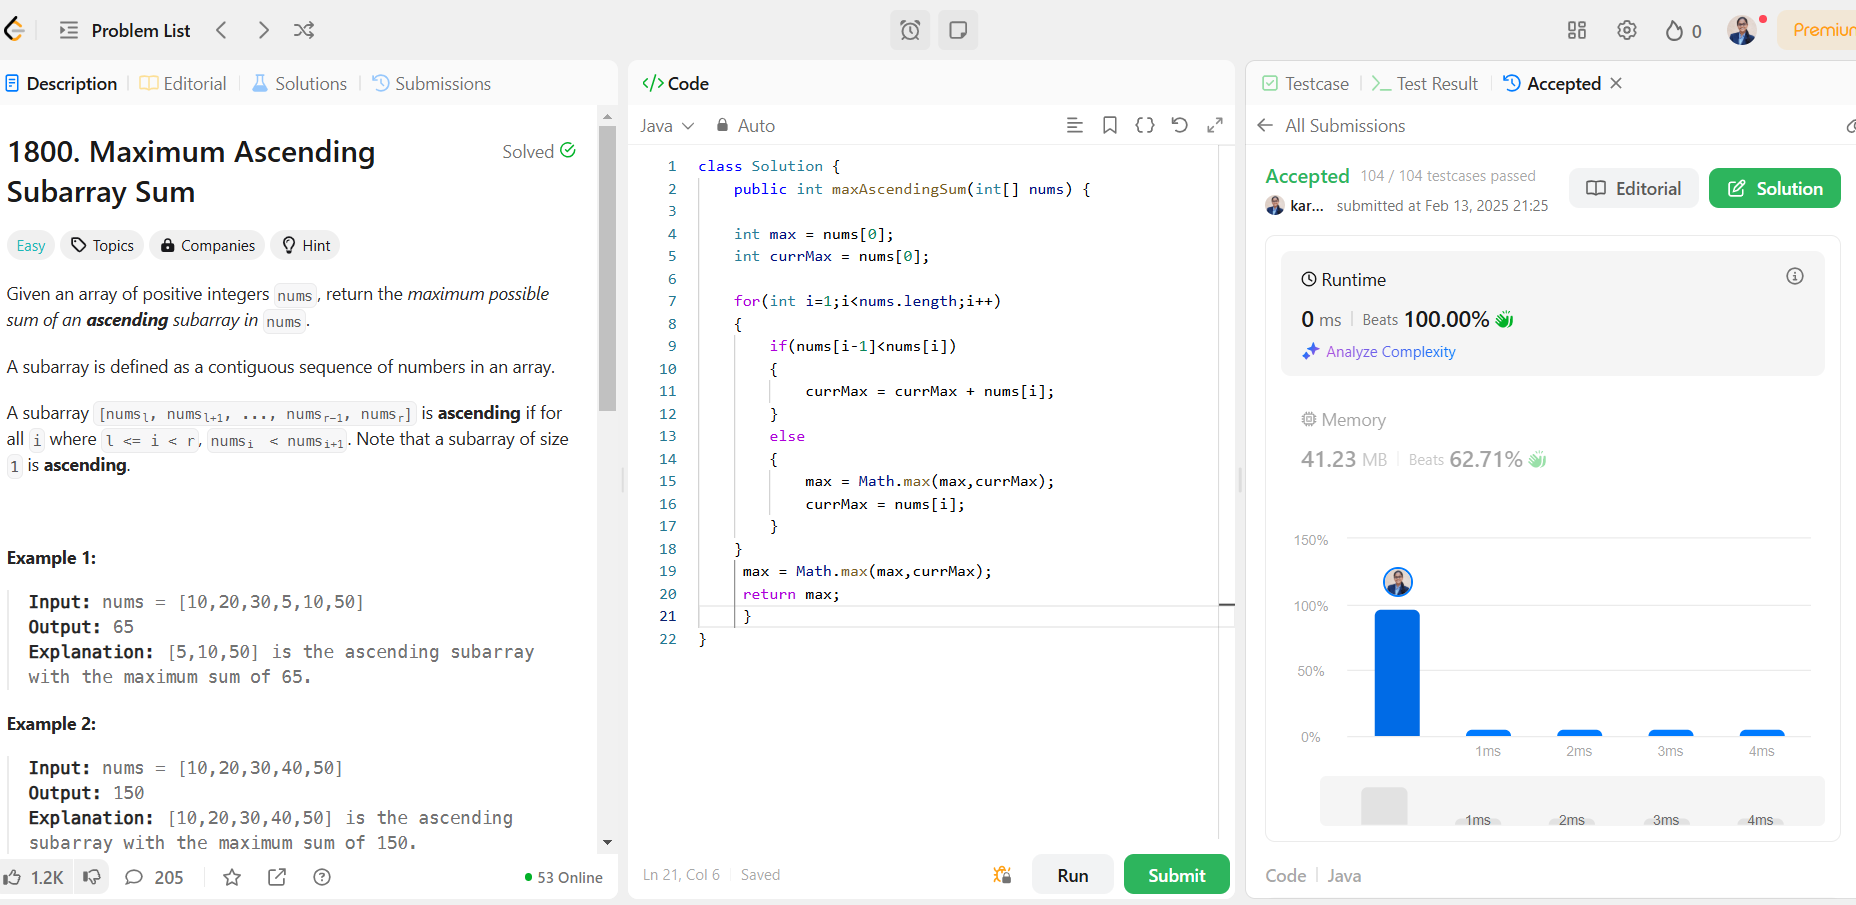 Problem List
0
Premium
Description
Editorial
Solutions
Submissions
1800. Maximum Ascending
Subarray Sum
Solved
Easy
Topics
Companies
Hint
Given an array of positive integers nums, return the maximum possible
sum of an ascending subarray in nums.
A subarray is defined as a contiguous sequence of numbers in an array.
A subarray [numsl, numsl+1, ..., numsr-1, numsr] is ascending if for
all i where l <= i < r, numsi < numsi+1. Note that a subarray of size
1 is ascending.
Example 1:
Input: nums = [10,20,30,5,10,50]
Output: 65
Explanation: [5,10,50] is the ascending subarray
with the maximum sum of 65.
Example 2:
Input: nums = [10,20,30,40,50]
Output: 150
Explanation: [10,20,30,40,50] is the ascending
subarray with the maximum sum of 150.
1.2K
205
53 Online
</> Code
Java
Auto
1 class Solution {
2 public int maxAscendingSum(int[] nums) {
3
4 int max = nums[0];
5 int currMax = nums[0];
6
7 for(int i=1;i<nums.length;i++)
8 {
9 if(nums[i-1]<nums[i])
10 {
11 currMax = currMax + nums[i];
12 }
13 else
14 {
15 max = Math.max(max,currMax);
16 currMax = nums[i];
17 }
18 }
19 max = Math.max(max,currMax);
20 return max;
21 }
22 }
Ln 21, Col 6
Saved
Run
Submit
Testcase
Test Result
Accepted
All Submissions
Accepted 104 / 104 testcases passed
kar... submitted at Feb 13, 2025 21:25
Editorial
Solution
Runtime
0 ms
Beats 100.00%
Analyze Complexity
Memory
41.23 MB
Beats 62.71%
150%
100%
50%
0%
1ms 2ms 3ms 4ms
1ms 2ms 3ms 4ms
Code
Java